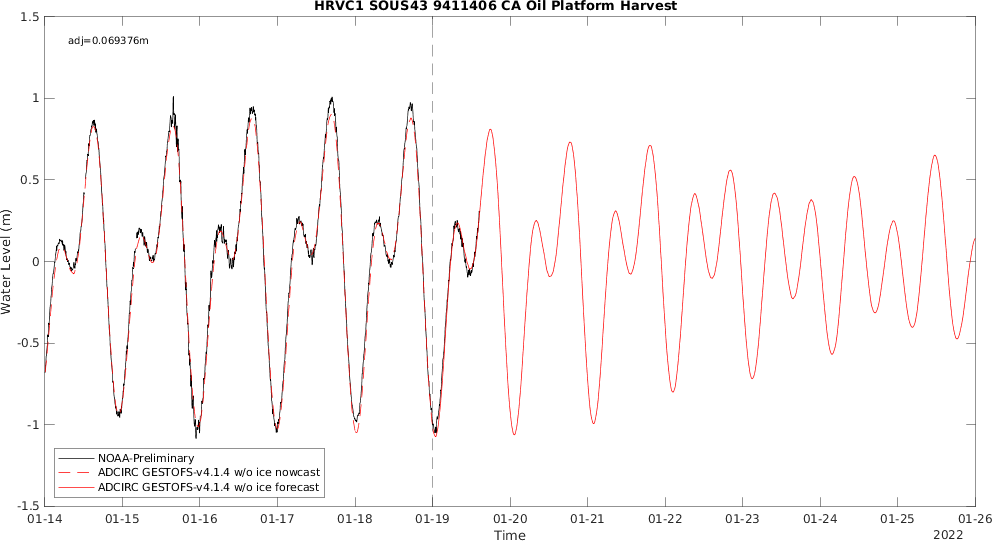 HRVC1 SOUS43 9411406 CA Oil Platform Harvest
adj=0.069376m
1.5
1
0.5
0
-0.5
-1
-1.5
Water Level (m)
NOAA-Preliminary
ADCIRC GESTOFS-v4.1.4 w/o ice nowcast
ADCIRC GESTOFS-v4.1.4 w/o ice forecast
01-14 01-15 01-16 01-17 01-18 01-19 01-20 01-21 01-22 01-23 01-24 01-25 01-26
Time
2022